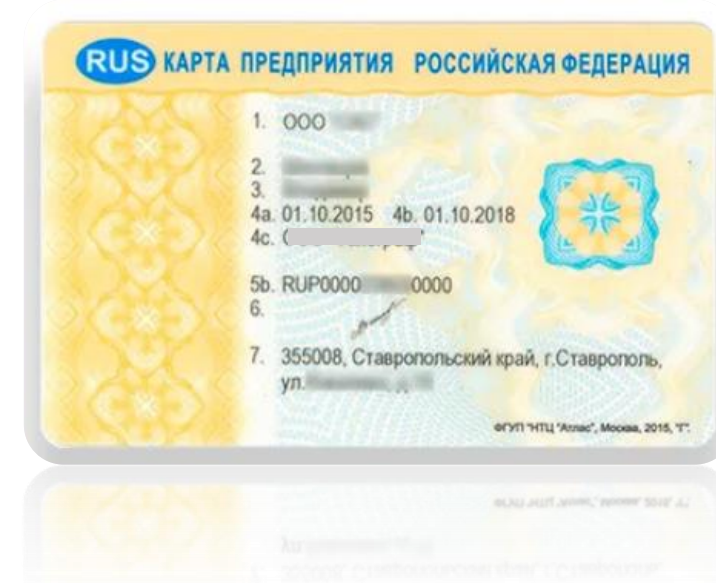 RUS КАРТА ПРЕДПРИЯТИЯ РОССИЙСКАЯ ФЕДЕРАЦИЯ
1. ООО
2.
3.
4a. 01.10.2015 4b. 01.10.2018
4c.
5b. RUP0000 0000
6.
7. 355008, Ставропольский край, г.Ставрополь,
ул.
ФГУП "НТЦ "Атлас", Москва, 2015, "Г".